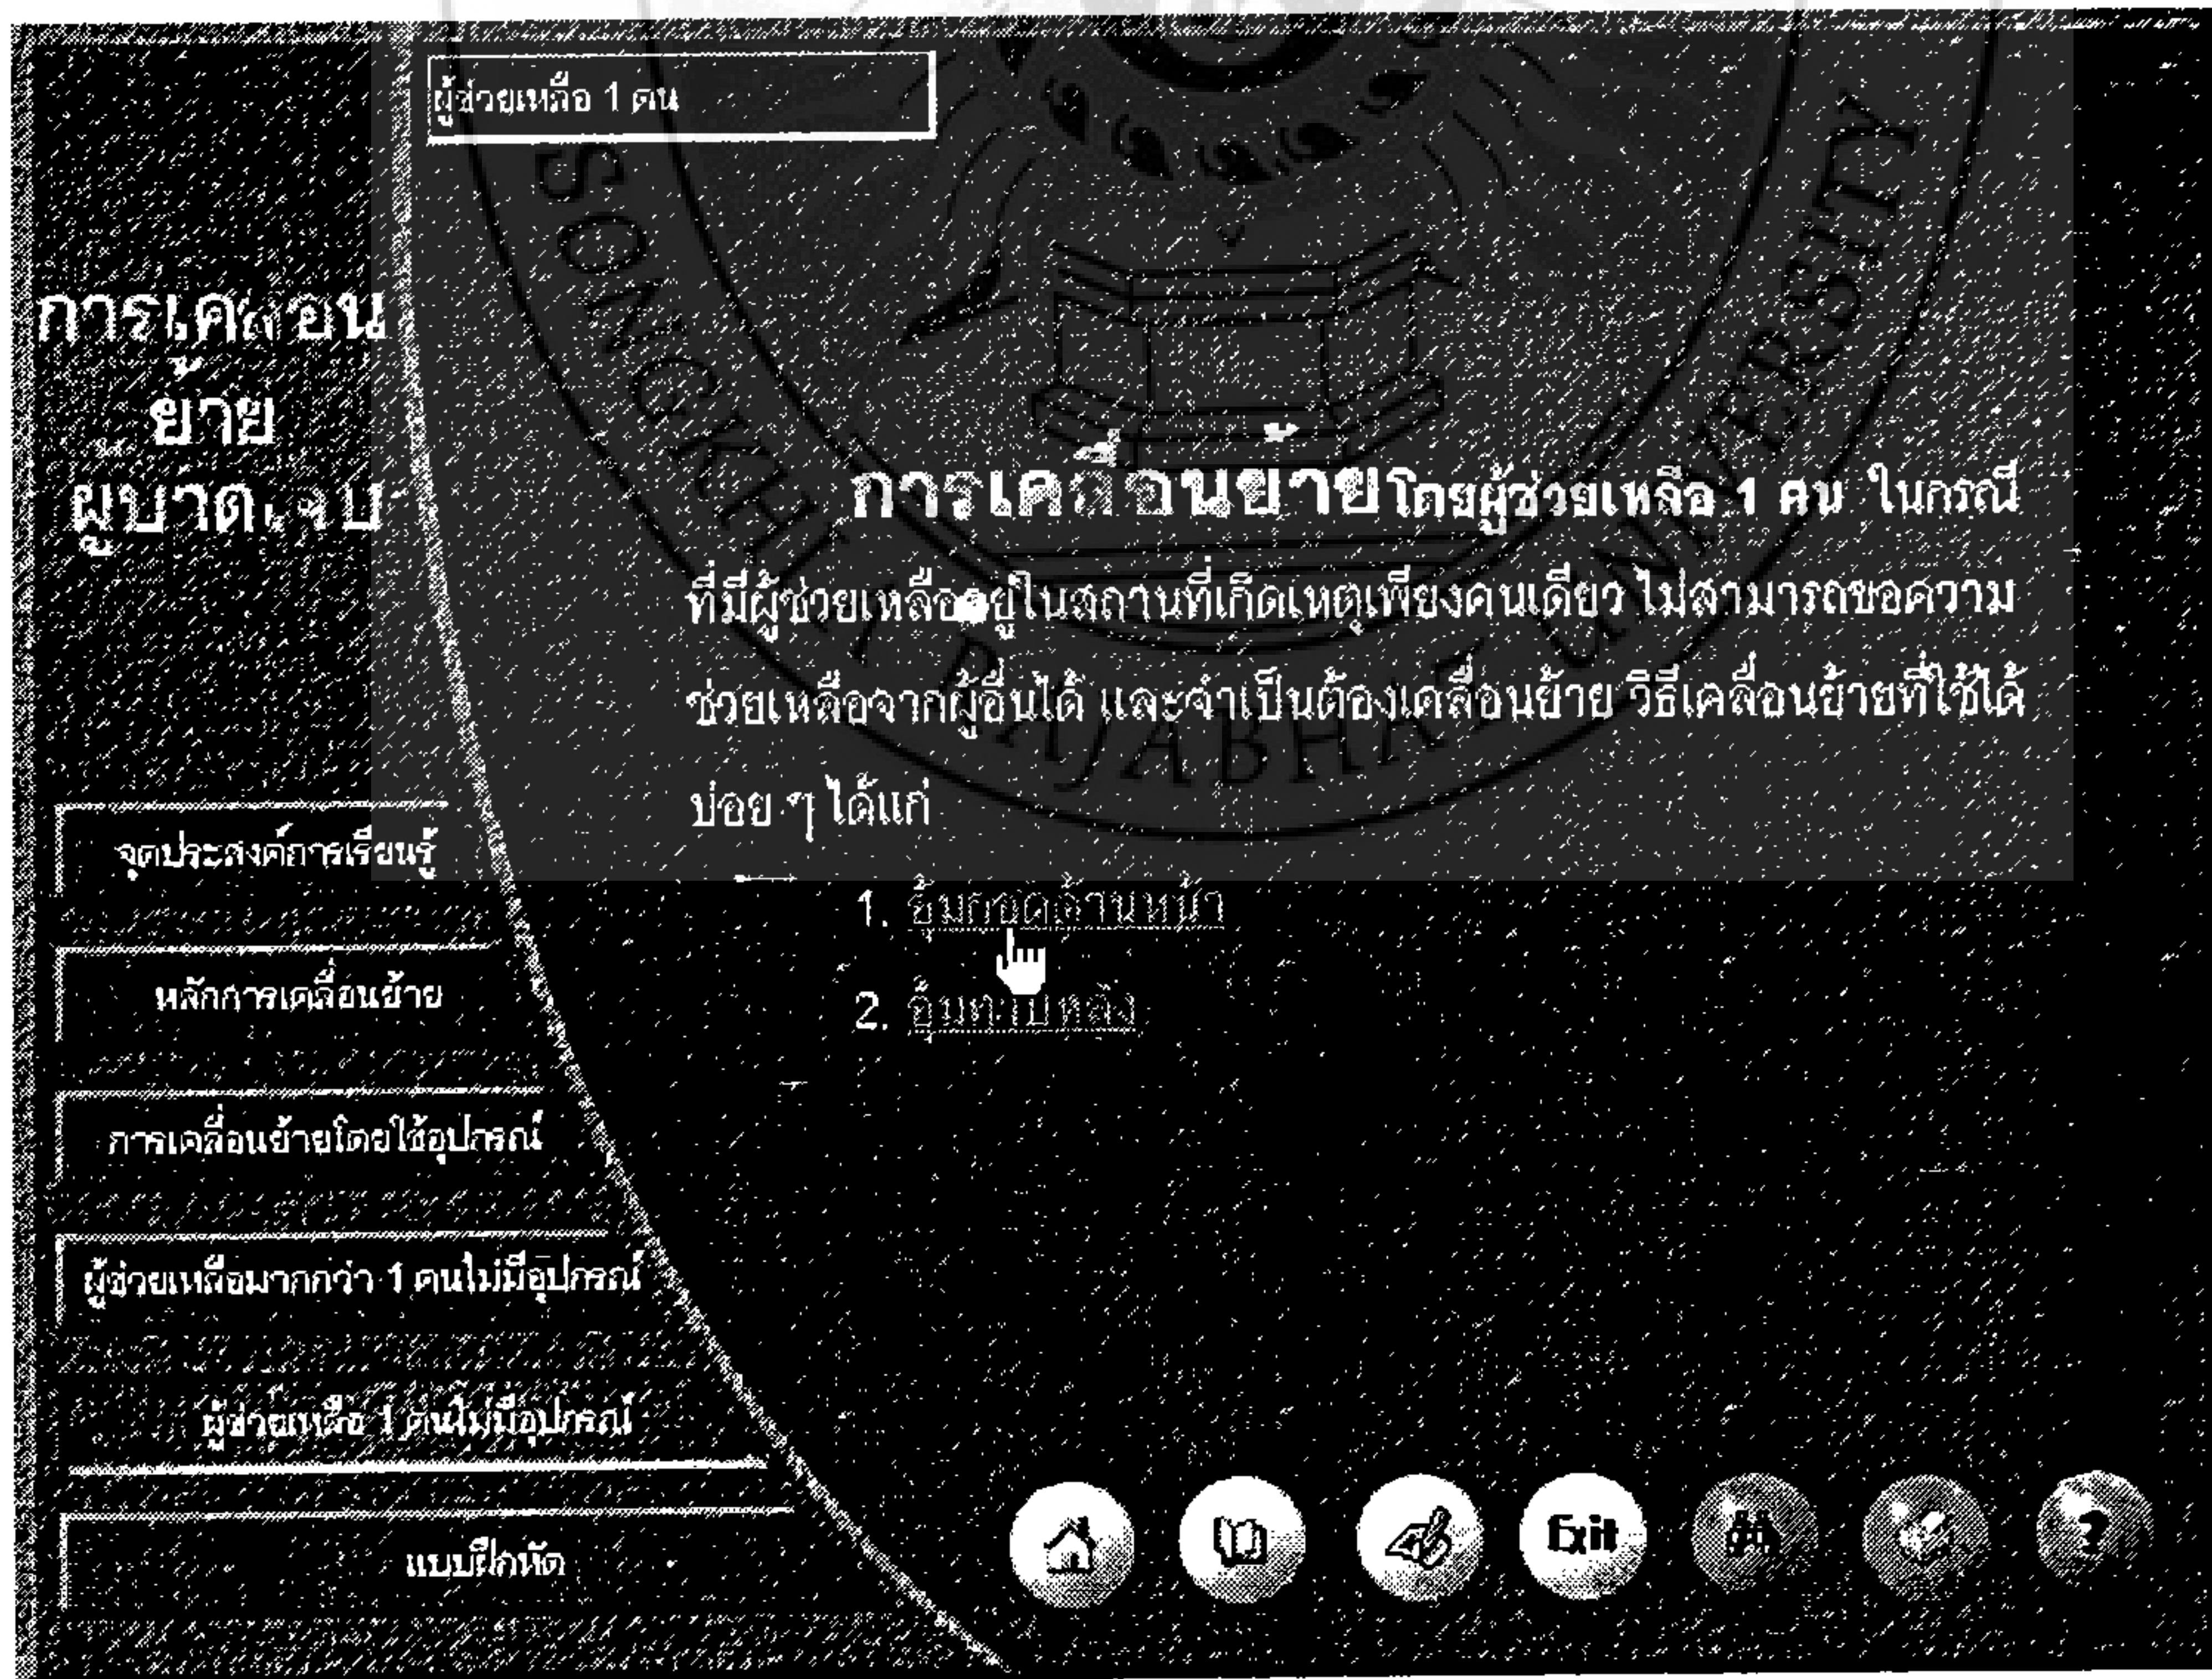 ผู้ช่วยเหลือ 1 คน
การเคลื่อน
ย้าย
ผู้บาดเจ็บ
การเคลื่อนย้ายโดยผู้ช่วยเหลือ 1 คน ในกรณี
ที่มีผู้ช่วยเหลืออยู่ในสถานที่เกิดเหตุเพียงคนเดียว ไม่สามารถขอความ
ช่วยเหลือจากผู้อื่นได้ และจำเป็นต้องเคลื่อนย้าย วิธีเคลื่อนย้ายที่ใช้ได้
บ่อย ๆ ได้แก่
1. อุ้มกอดด้านหน้า
2. อุ้มทาบหลัง
จุดประสงค์การเรียนรู้
หลักการเคลื่อนย้าย
การเคลื่อนย้ายโดยใช้อุปกรณ์
ผู้ช่วยเหลือมากกว่า 1 คนไม่มีอุปกรณ์
ผู้ช่วยเหลือ 1 คนไม่มีอุปกรณ์
แบบฝึกหัด
Exit
?
SONGKHLA RAJABHAT UNIVERSITY